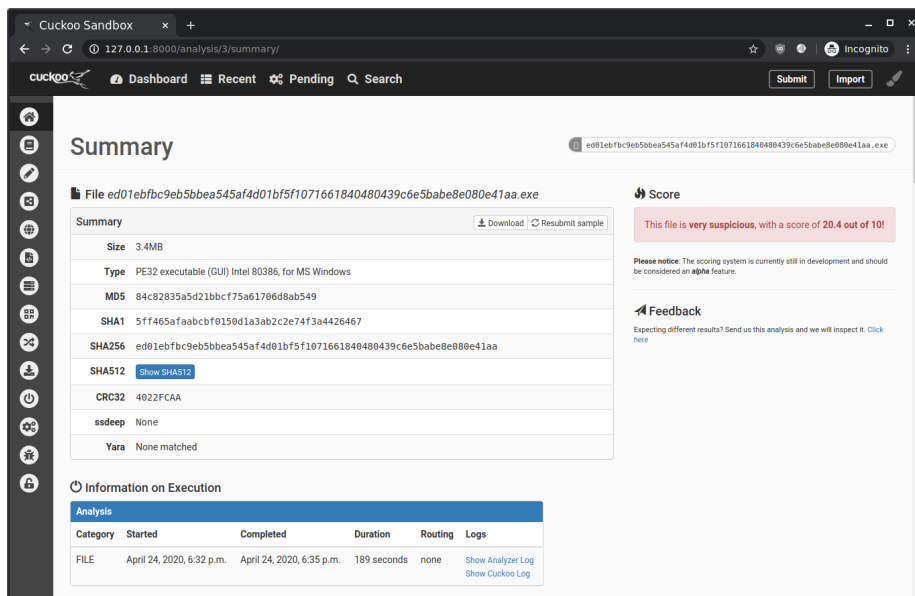 Cuckoo Sandbox × +
127.0.0.1:8000/analysis/3/summary/
Incognito
cuckoo Dashboard Recent Pending Search Submit Import
Summary
ed01ebfbc9eb5bbea545af4d01bf5f1071661840480439c6e5babe8e080e41aa.exe
File ed01ebfbc9eb5bbea545af4d01bf5f1071661840480439c6e5babe8e080e41aa.exe
Summary Download Resubmit sample
Size 3.4MB
Type PE32 executable (GUI) Intel 80386, for MS Windows
MD5 84c82835a5d21bbcf75a61706d8ab549
SHA1 5ff465afaabcbf0150d1a3ab2c2e74f3a4426467
SHA256 ed01ebfbc9eb5bbea545af4d01bf5f1071661840480439c6e5babe8e080e41aa
SHA512 Show SHA512
CRC32 4022FCAA
ssdeep None
Yara None matched
Score
This file is very suspicious, with a score of 20.4 out of 10!
Please notice: The scoring system is currently still in development and should
be considered an alpha feature.
Feedback
Expecting different results? Send us this analysis and we will inspect it. Click
here
Information on Execution
Analysis
Category Started Completed Duration Routing Logs
FILE April 24, 2020, 6:32 p.m. April 24, 2020, 6:35 p.m. 189 seconds none Show Analyzer Log
Show Cuckoo Log